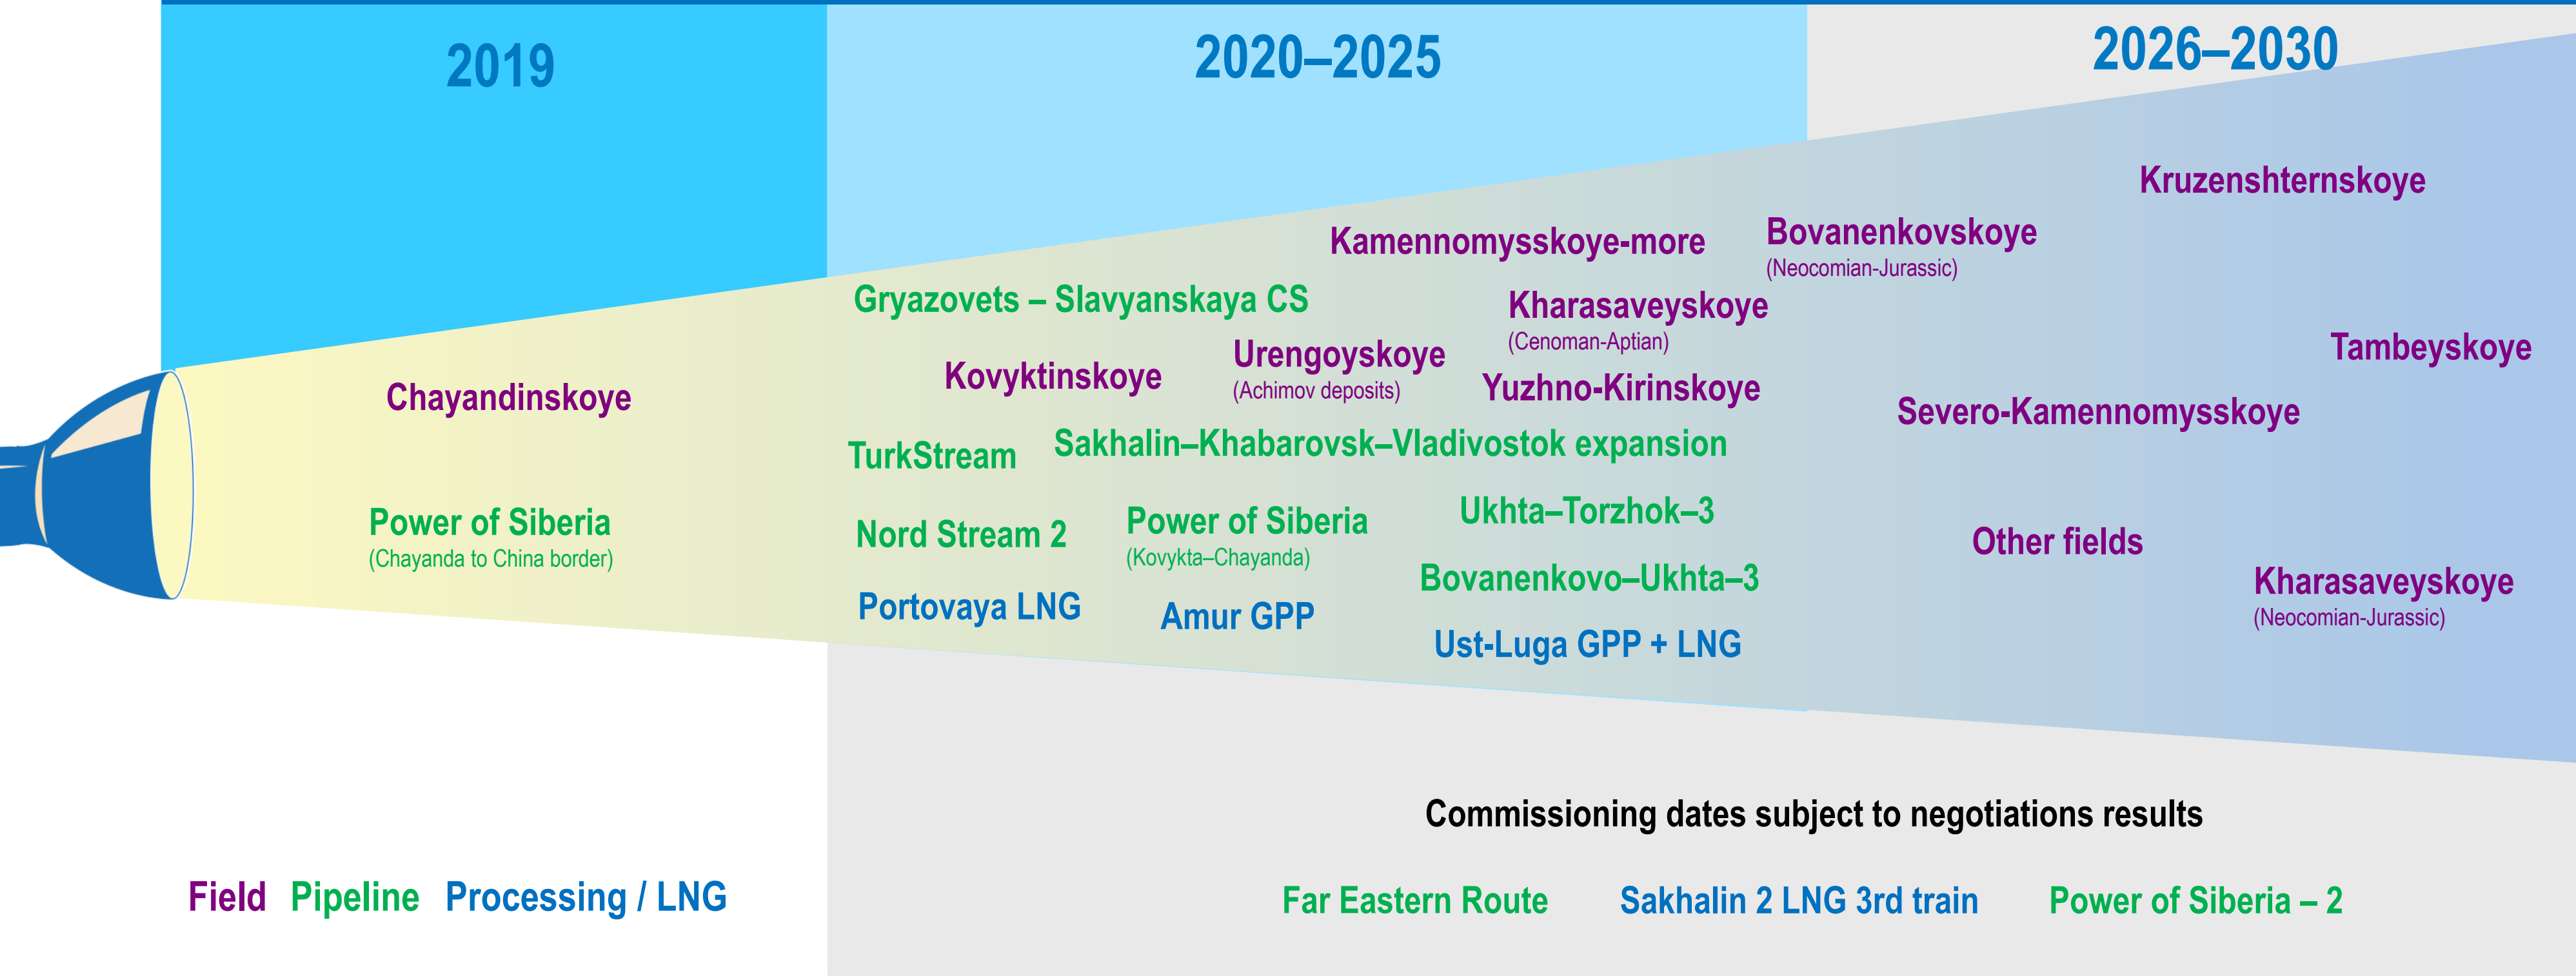 2019
2020–2025
2026–2030
Kruzenshternskoye
Kamennomysskoye-more
Bovanenkovskoye
(Neocomian-Jurassic)
Gryazovets – Slavyanskaya CS
Kharasaveyskoye
(Cenoman-Aptian)
Urengoyskoye
(Achimov deposits)
Tambeyskoye
Kovyktinskoye
Yuzhno-Kirinskoye
Chayandinskoye
Severo-Kamennomysskoye
TurkStream
Sakhalin–Khabarovsk–Vladivostok expansion
Power of Siberia
(Chayanda to China border)
Nord Stream 2
Power of Siberia
(Kovykta–Chayanda)
Ukhta–Torzhok–3
Other fields
Bovanenkovo–Ukhta–3
Kharasaveyskoye
(Neocomian-Jurassic)
Portovaya LNG
Amur GPP
Ust-Luga GPP + LNG
Commissioning dates subject to negotiations results
Field Pipeline Processing / LNG
Far Eastern Route
Sakhalin 2 LNG 3rd train
Power of Siberia – 2